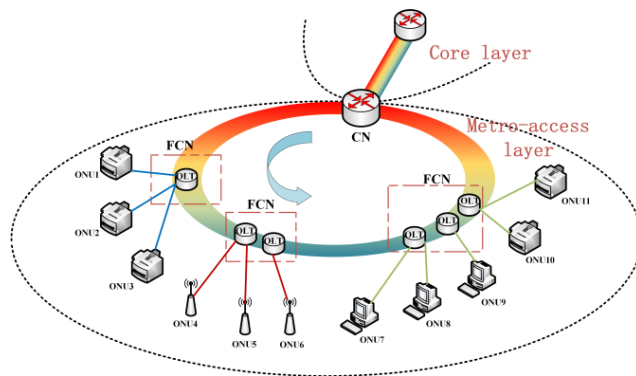 Core layer
CN
Metro-access
layer
FCN
OLT
ONU1
ONU2
ONU3
FCN
OLT
OLT
ONU4
ONU5
ONU6
FCN
OLT
OLT
OLT
ONU7
ONU8
ONU9
ONU10
ONU11